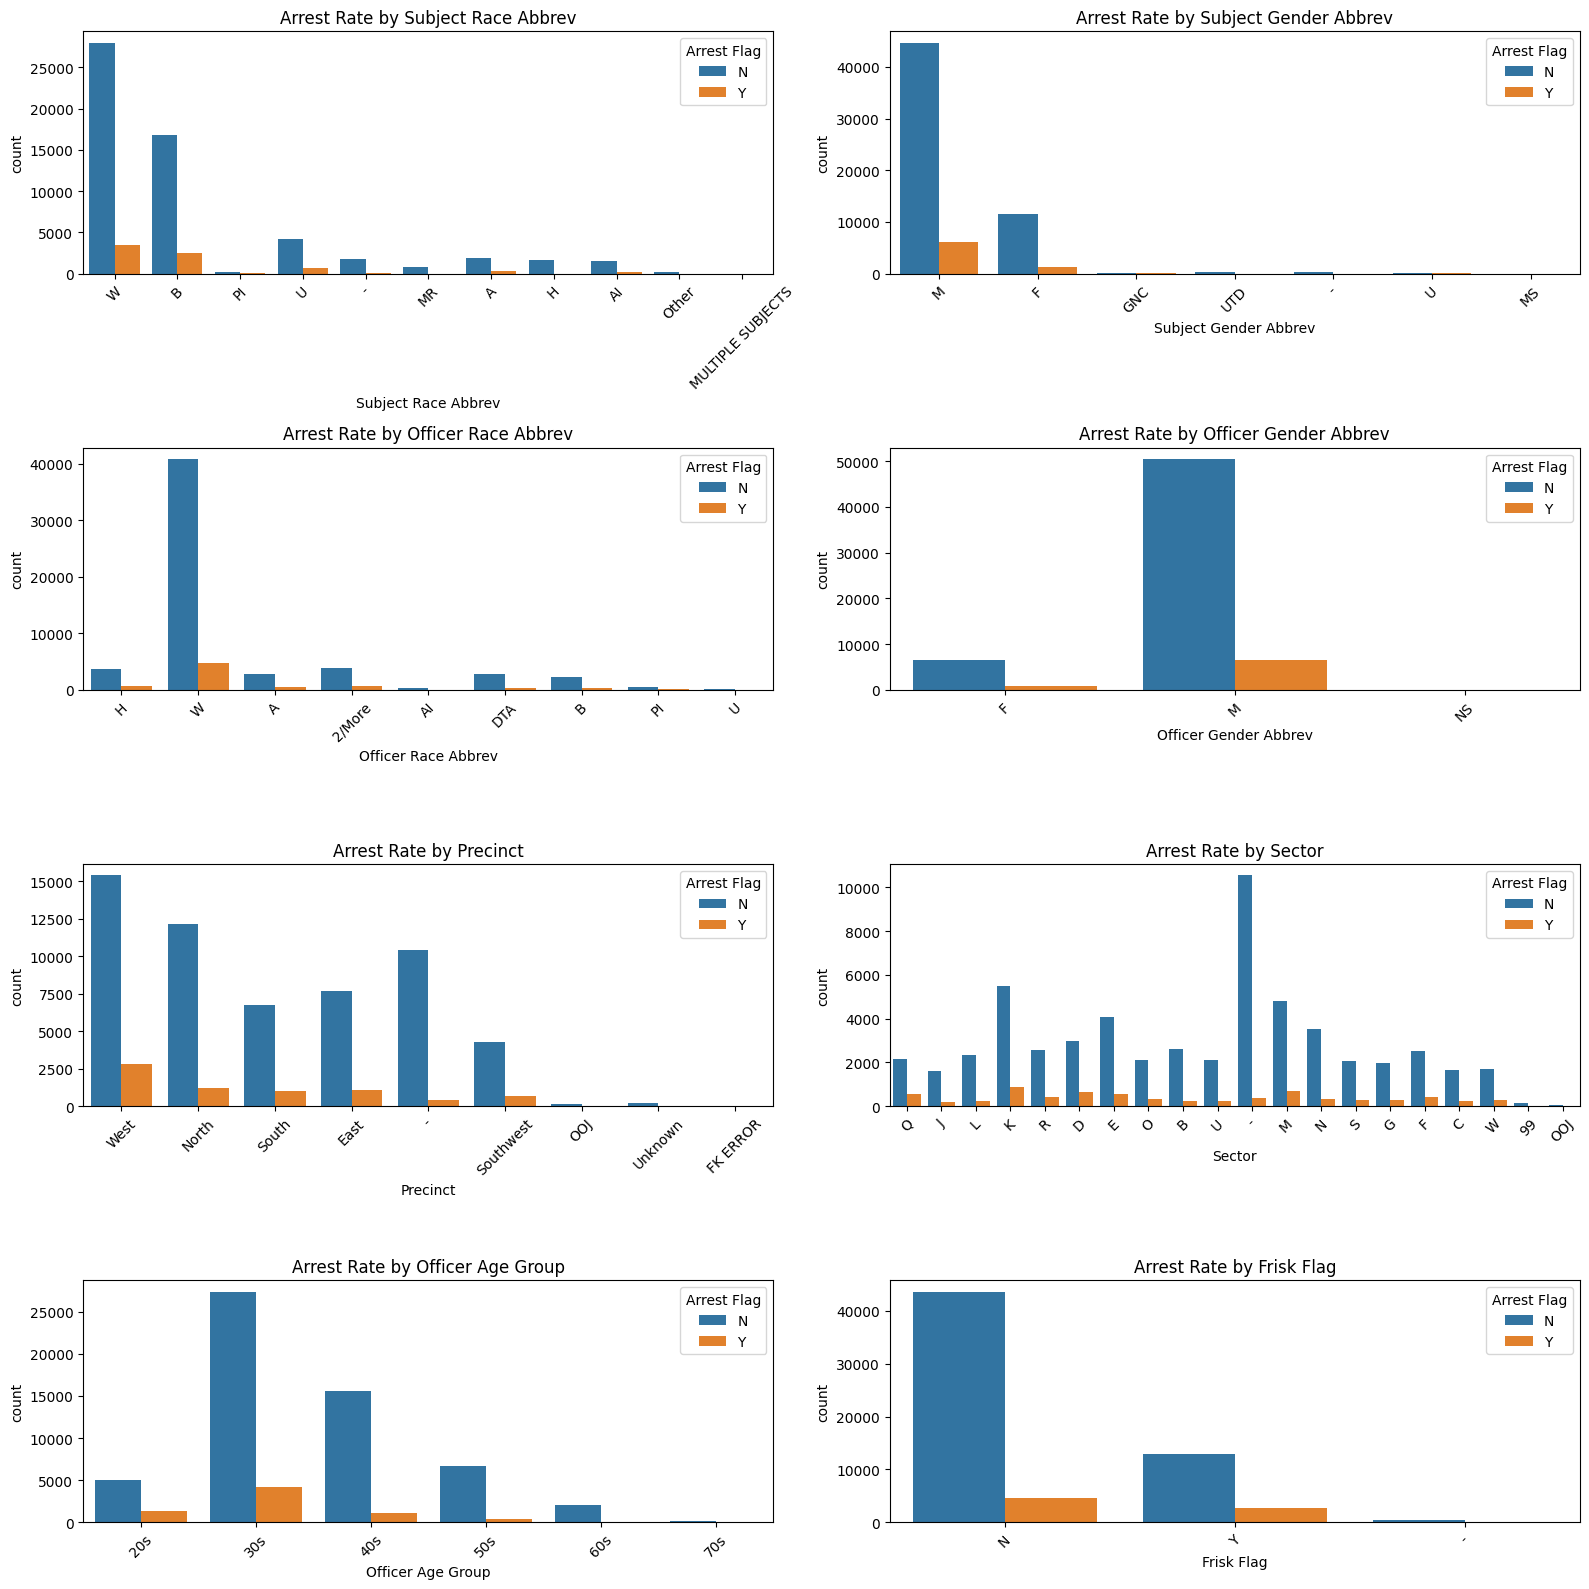 Arrest Rate by Subject Race Abbrev
25000
20000
15000
10000
5000
0
count
Arrest Flag
N
Y
W B PI U - MR A H AI Other MULTIPLE SUBJECTS
Subject Race Abbrev
Arrest Rate by Subject Gender Abbrev
40000
30000
20000
10000
0
count
Arrest Flag
N
Y
M F GNC UTD - U MS
Subject Gender Abbrev
Arrest Rate by Officer Race Abbrev
40000
30000
20000
10000
0
count
Arrest Flag
N
Y
H W A 2/More AI DTA B PI U
Officer Race Abbrev
Arrest Rate by Officer Gender Abbrev
50000
40000
30000
20000
10000
0
count
Arrest Flag
N
Y
F M NS
Officer Gender Abbrev
Arrest Rate by Precinct
15000
12500
10000
7500
5000
2500
0
count
Arrest Flag
N
Y
West North South East - Southwest OOJ Unknown FK ERROR
Precinct
Arrest Rate by Sector
10000
8000
6000
4000
2000
0
count
Arrest Flag
N
Y
Q J L K R D E O B U - M N S G F C W 99 OOJ
Sector
Arrest Rate by Officer Age Group
25000
20000
15000
10000
5000
0
count
Arrest Flag
N
Y
20s 30s 40s 50s 60s 70s
Officer Age Group
Arrest Rate by Frisk Flag
40000
30000
20000
10000
0
count
Arrest Flag
N
Y
N Y -
Frisk Flag